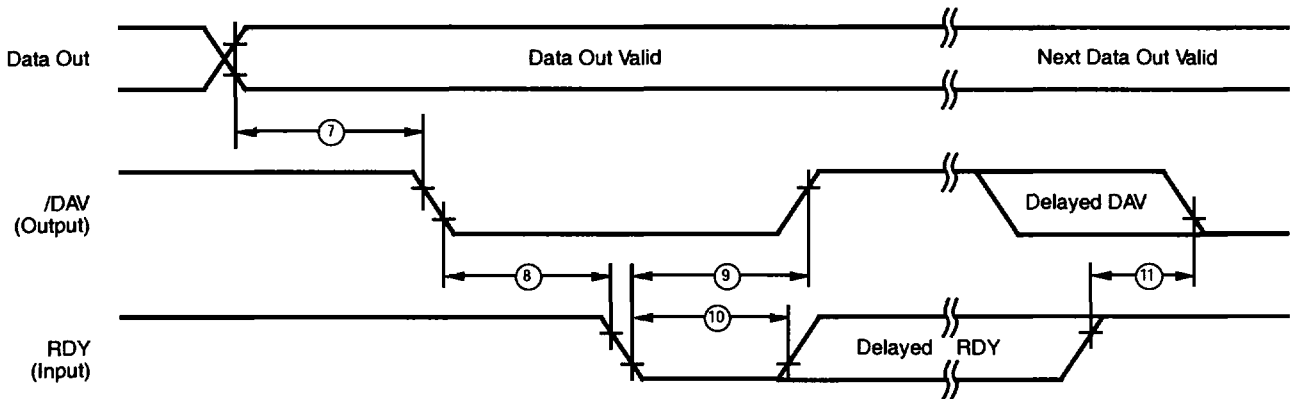 Data Out
Data Out Valid
Next Data Out Valid
7
/DAV
(Output)
Delayed DAV
8
9
11
10
RDY
(Input)
Delayed RDY